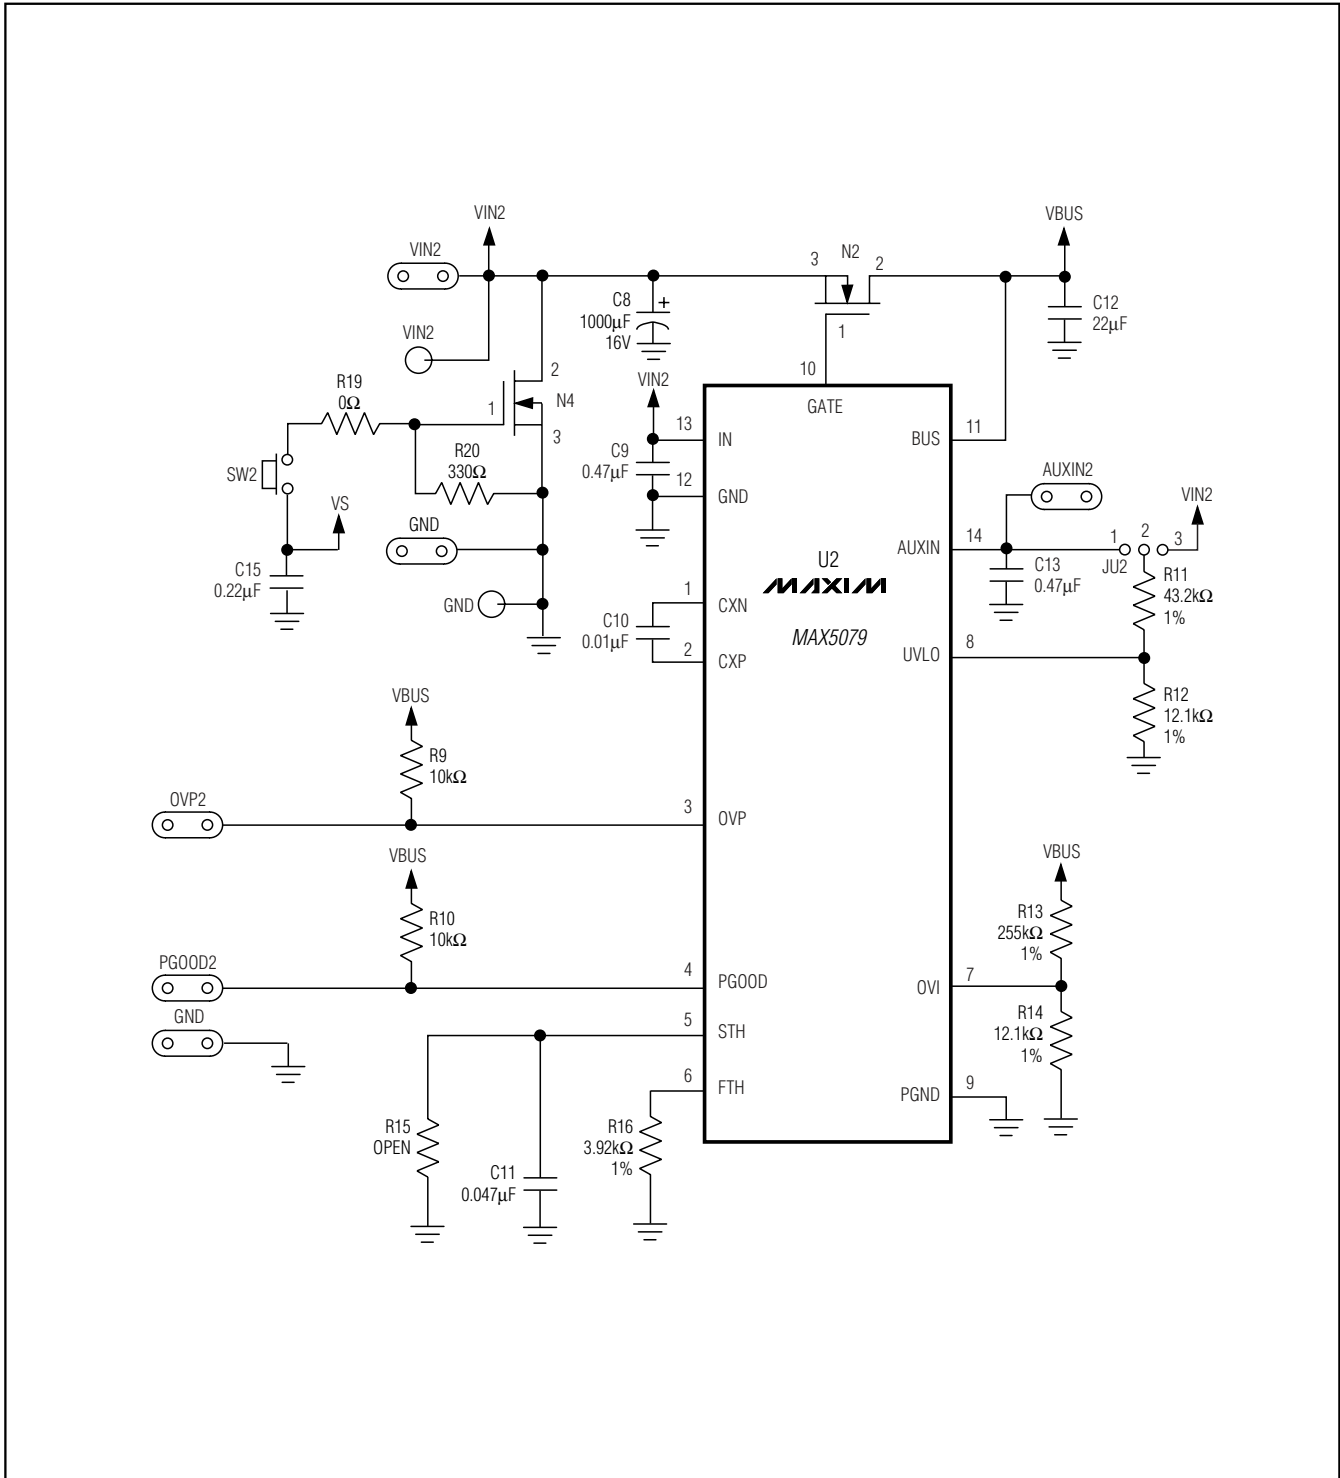 VIN2
VBUS
VIN2
3
N2
2
C8
1000µF
16V
+
C12
22µF
VIN2
1
10
VIN2
R19
0Ω
2
1
N4
3
GATE
13
IN
BUS
11
R20
330Ω
C9
0.47µF
12
GND
AUXIN2
SW2
VS
VIN2
GND
AUXIN
14
1
2
3
JU2
C13
0.47µF
R11
43.2kΩ
1%
C15
0.22µF
U2
MAXIM
MAX5079
GND
1
CXN
C10
0.01µF
2
CXP
UVLO
8
R12
12.1kΩ
1%
VBUS
R9
10kΩ
OVP2
3
OVP
VBUS
R10
10kΩ
VBUS
R13
255kΩ
1%
PGOOD2
4
PGOOD
OVI
7
GND
5
STH
R14
12.1kΩ
1%
6
FTH
PGND
9
R15
OPEN
R16
3.92kΩ
1%
C11
0.047µF